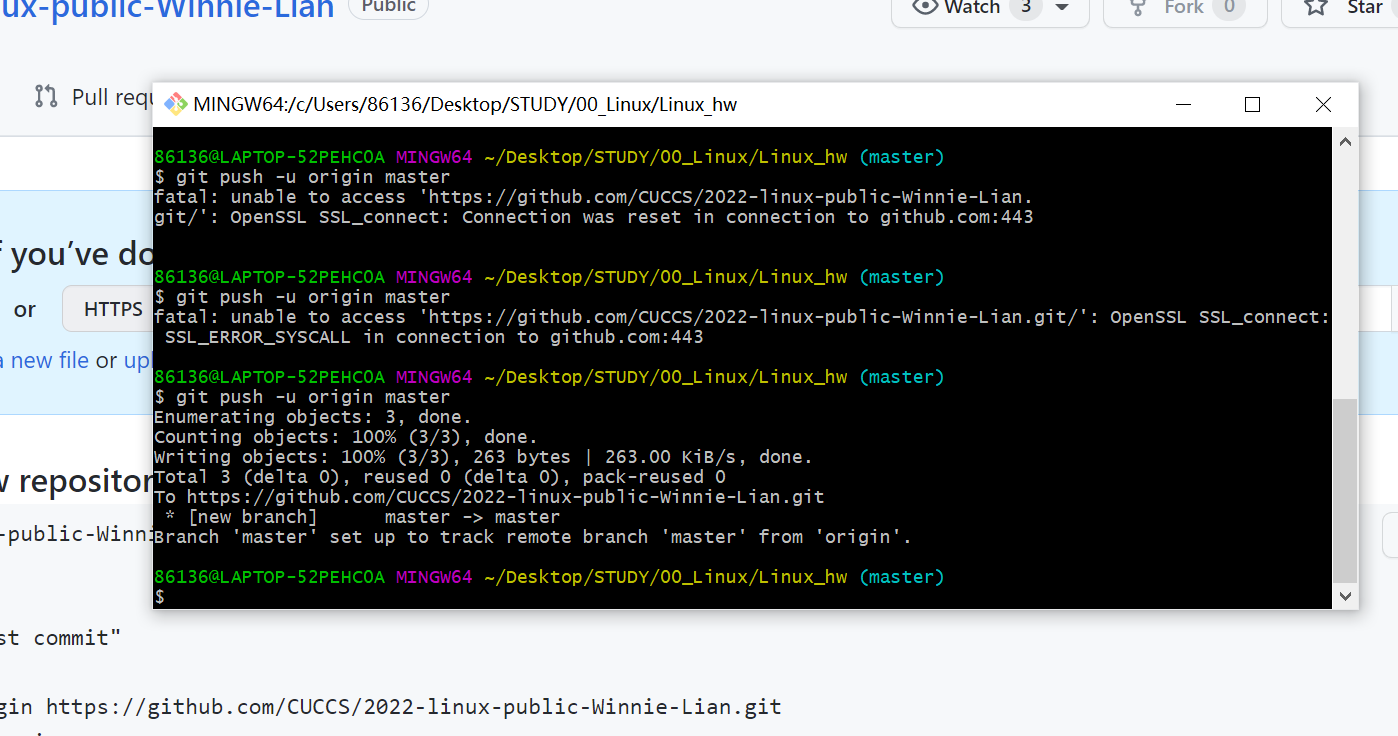 ux-public-Winnie-Lian Public Watch 3 Fork 0 Star
Pull requ
MINGW64:/c/Users/86136/Desktop/STUDY/00_Linux/Linux_hw
86136@LAPTOP-52PEHC0A MINGW64 ~/Desktop/STUDY/00_Linux/Linux_hw (master)
$ git push -u origin master
fatal: unable to access 'https://github.com/CUCCS/2022-linux-public-Winnie-Lian.
git/': OpenSSL SSL_connect: Connection was reset in connection to github.com:443
86136@LAPTOP-52PEHC0A MINGW64 ~/Desktop/STUDY/00_Linux/Linux_hw (master)
$ git push -u origin master
fatal: unable to access 'https://github.com/CUCCS/2022-linux-public-Winnie-Lian.git/': OpenSSL SSL_connect:
SSL_ERROR_SYSCALL in connection to github.com:443
86136@LAPTOP-52PEHC0A MINGW64 ~/Desktop/STUDY/00_Linux/Linux_hw (master)
$ git push -u origin master
Enumerating objects: 3, done.
Counting objects: 100% (3/3), done.
Writing objects: 100% (3/3), 263 bytes | 263.00 KiB/s, done.
Total 3 (delta 0), reused 0 (delta 0), pack-reused 0
To https://github.com/CUCCS/2022-linux-public-Winnie-Lian.git
* [new branch] master -> master
Branch 'master' set up to track remote branch 'master' from 'origin'.
86136@LAPTOP-52PEHC0A MINGW64 ~/Desktop/STUDY/00_Linux/Linux_hw (master)
$
f you've do
or HTTPS
a new file or upl
w repositor
-public-Winni
st commit"
gin https://github.com/CUCCS/2022-linux-public-Winnie-Lian.git